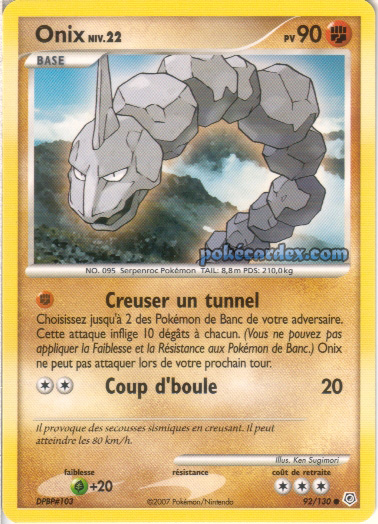 Onix NIV.22 PV 90
BASE
pokécardex.com
NO. 095 Serpenroc Pokémon TAIL: 8,8m PDS: 210,0kg
Creuser un tunnel
Choisissez jusqu'à 2 des Pokémon de Banc de votre adversaire.
Cette attaque inflige 10 dégâts à chacun. (Vous ne pouvez pas
appliquer la Faiblesse et la Résistance aux Pokémon de Banc.) Onix
ne peut pas attaquer lors de votre prochain tour.
Coup d'boule 20
Il provoque des secousses sismiques en creusant. Il peut
atteindre les 80 km/h.
Illus. Ken Sugimori
faiblesse résistance coût de retraite
+20
DPBP#103 ©2007 Pokémon/Nintendo 92/130